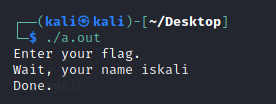 ┌──(kali㉿kali)-[~/Desktop]
└─$ ./a.out
Enter your flag.
Wait, your name iskali
Done.